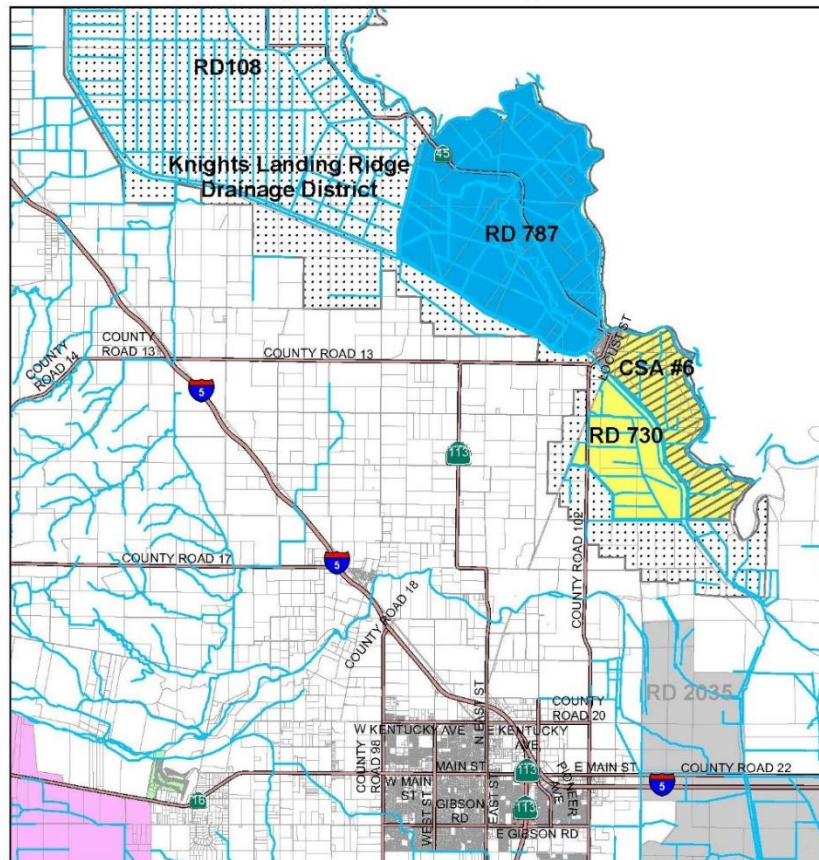 RD108
45
Knights Landing Ridge
Drainage District
RD 787
LOCUST ST
COUNTY
ROAD 13
COUNTY ROAD 13
COUNTY
ROAD 14
CSA #6
5
RD 730
113
COUNTY ROAD 102
COUNTY ROAD 17
5
COUNTY ROAD 18
RD 2035
N EAST ST
COUNTY
ROAD 20
W KENTUCKY AVE
E KENTUCKY
AVE
COUNTY
ROAD 98
MAIN ST
113
PIONEER
AVE
E MAIN ST
COUNTY ROAD 22
5
W MAIN
ST
16
WEST ST
GIBSON
RD
EAST ST
113
E GIBSON RD